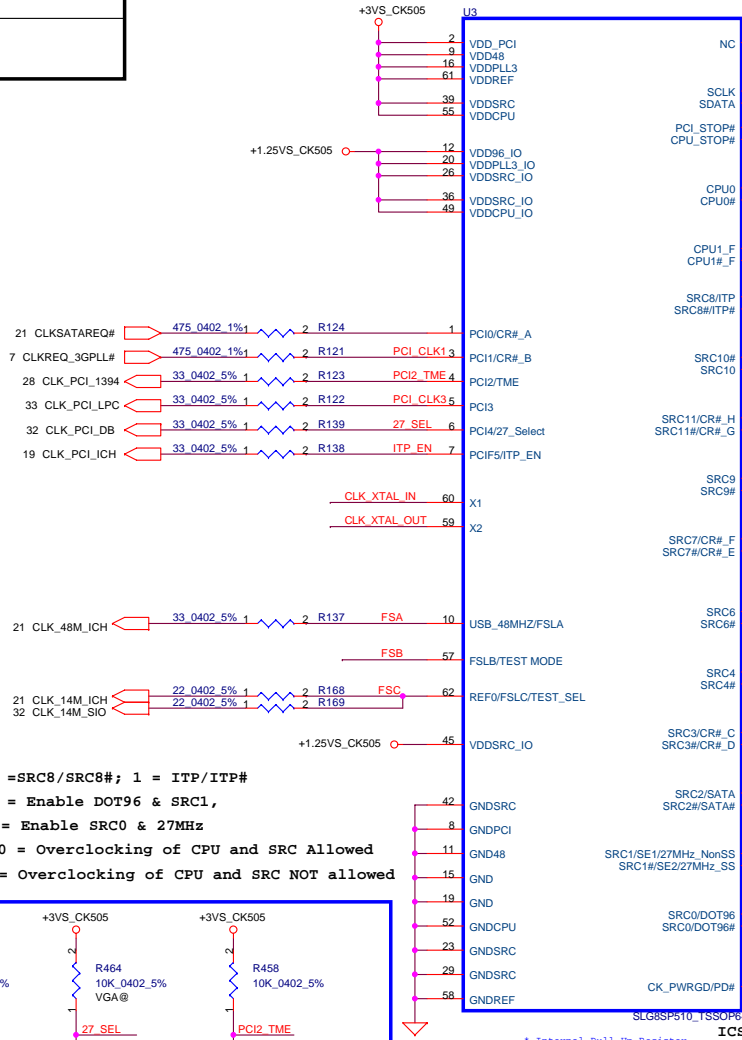 +3VS_CK505
U3
2 VDD_PCI
9 VDD48
16 VDDPLL3
61 VDDREF
39 VDDSRC
55 VDDCPU
NC
SCLK
SDATA
PCI_STOP#
CPU_STOP#
+1.25VS_CK505
12 VDD96_IO
20 VDDPLL3_IO
26 VDDSRC_IO
36 VDDSRC_IO
49 VDDCPU_IO
CPU0
CPU0#
CPU1_F
CPU1#_F
SRC8/ITP
SRC8#/ITP#
21 CLKSATAREQ# 475_0402_1% 1 2 R124 1 PCI0/CR#_A
7 CLKREQ_3GPLL# 475_0402_1% 1 2 R121 PCI_CLK1 3 PCI1/CR#_B
SRC10#
SRC10
28 CLK_PCI_1394 33_0402_5% 1 2 R123 PCI2_TME 4 PCI2/TME
33 CLK_PCI_LPC 33_0402_5% 1 2 R122 PCI_CLK3 5 PCI3
32 CLK_PCI_DB 33_0402_5% 1 2 R139 27_SEL 6 PCI4/27_Select
SRC11/CR#_H
SRC11#/CR#_G
19 CLK_PCI_ICH 33_0402_5% 1 2 R138 ITP_EN 7 PCIF5/ITP_EN
SRC9
SRC9#
CLK_XTAL_IN 60 X1
CLK_XTAL_OUT 59 X2
SRC7/CR#_F
SRC7#/CR#_E
21 CLK_48M_ICH 33_0402_5% 1 2 R137 FSA 10 USB_48MHZ/FSLA
SRC6
SRC6#
FSB 57 FSLB/TEST MODE
SRC4
SRC4#
21 CLK_14M_ICH 22_0402_5% 1 2 R168 FSC 62 REF0/FSLC/TEST_SEL
32 CLK_14M_SIO 22_0402_5% 1 2 R169
+1.25VS_CK505 45 VDDSRC_IO
SRC3/CR#_C
SRC3#/CR#_D
=SRC8/SRC8#; 1 = ITP/ITP#
= Enable DOT96 & SRC1,
= Enable SRC0 & 27MHz
0 = Overclocking of CPU and SRC Allowed
= Overclocking of CPU and SRC NOT allowed
42 GNDSRC
8 GNDPCI
11 GND48
15 GND
19 GND
52 GNDCPU
23 GNDSRC
29 GNDSRC
58 GNDREF
SRC2/SATA
SRC2#/SATA#
SRC1/SE1/27MHz_NonSS
SRC1#/SE2/27MHz_SS
SRC0/DOT96
SRC0/DOT96#
CK_PWRGD/PD#
+3VS_CK505
+3VS_CK505
%
2 R464
10K_0402_5%
VGA@
1
27_SEL
2 R458
10K_0402_5%
1
PCI2_TME
SLG8SP510_TSSOP6
ICS